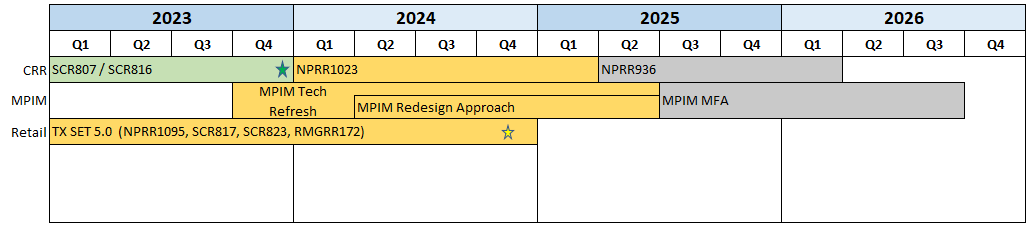 2023 2024 2025 2026
Q1 Q2 Q3 Q4 Q1 Q2 Q3 Q4 Q1 Q2 Q3 Q4 Q1 Q2 Q3 Q4
CRR SCR807 / SCR816 NPRR1023 NPRR936
MPIM MPIM Tech Refresh MPIM Redesign Approach MPIM MFA
Retail TX SET 5.0 (NPRR1095, SCR817, SCR823, RMGRR172)